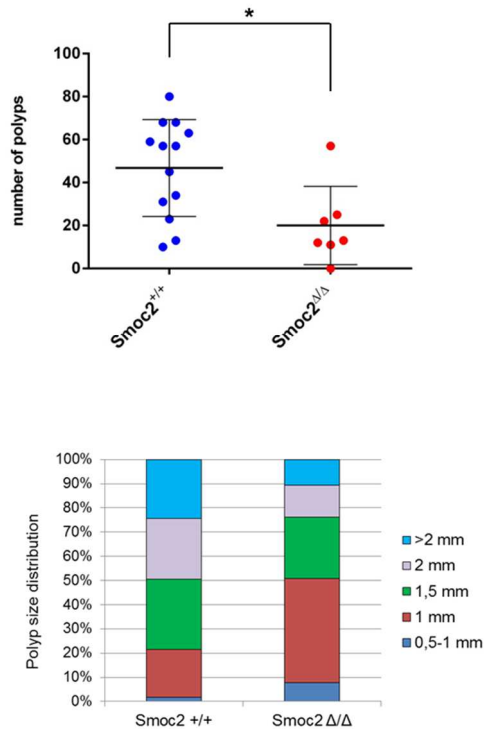 *
number of polyps
100
80
60
40
20
0
Smoc2+/+
Smoc2Δ/Δ
Polyp size distribution
100%
90%
80%
70%
60%
50%
40%
30%
20%
10%
0%
Smoc2 +/+
Smoc2 Δ/Δ
>2 mm
2 mm
1,5 mm
1 mm
0,5-1 mm